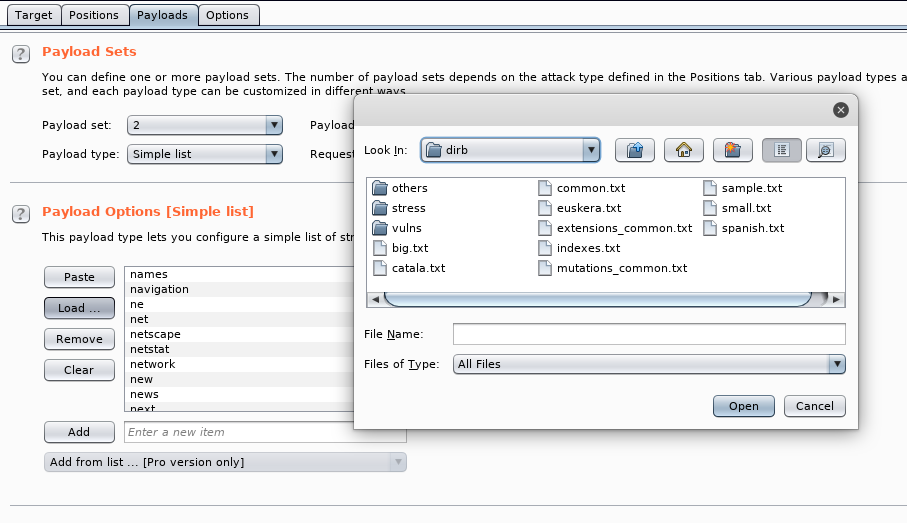 Target Positions Payloads Options
? Payload Sets
You can define one or more payload sets. The number of payload sets depends on the attack type defined in the Positions tab. Various payload types a
set, and each payload type can be customized in different ways.
Payload set: 2 Payload
Payload type: Simple list Reques
? Payload Options [Simple list]
This payload type lets you configure a simple list of str
Paste
Load ...
Remove
Clear
names
navigation
ne
net
netscape
netstat
network
new
news
next
Add Enter a new item
Add from list ... [Pro version only]
Look In: dirb
others
stress
vulns
big.txt
catala.txt
common.txt
euskera.txt
extensions_common.txt
indexes.txt
mutations_common.txt
sample.txt
small.txt
spanish.txt
File Name:
Files of Type: All Files
Open Cancel